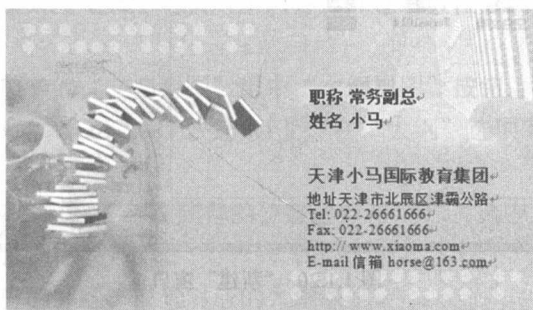 职称 常务副总
姓名 小马
天津小马国际教育集团
地址天津市北辰区津霸公路
Tel: 022-26661666
Fax: 022-26661666
http:// www.xiaoma.com
E-mail 信箱 horse@163.com